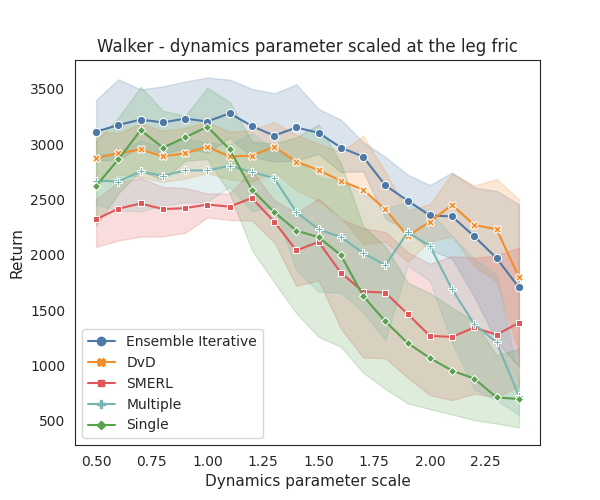 Walker - dynamics parameter scaled at the leg fric
Return
3500
3000
2500
2000
1500
1000
500
Ensemble Iterative
DvD
SMERL
Multiple
Single
0.50 0.75 1.00 1.25 1.50 1.75 2.00 2.25
Dynamics parameter scale